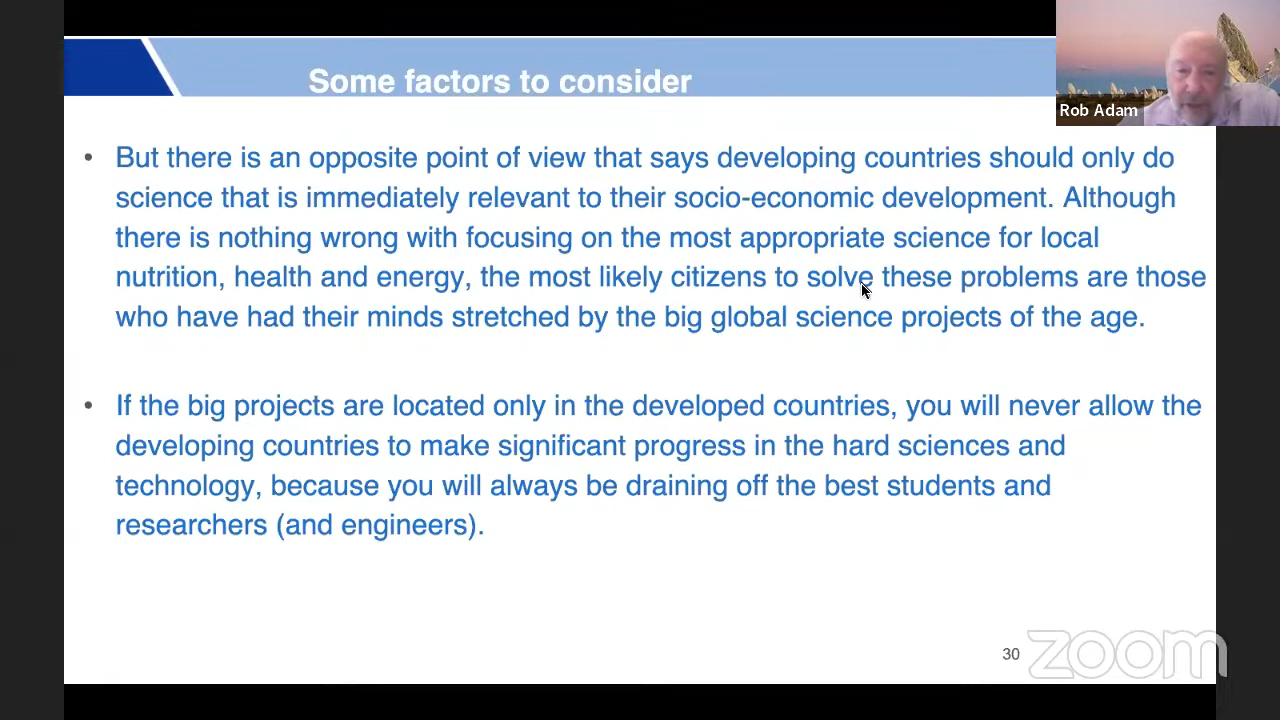 Some factors to consider
Rob Adam
• But there is an opposite point of view that says developing countries should only do
science that is immediately relevant to their socio-economic development. Although
there is nothing wrong with focusing on the most appropriate science for local
nutrition, health and energy, the most likely citizens to solve these problems are those
who have had their minds stretched by the big global science projects of the age.
• If the big projects are located only in the developed countries, you will never allow the
developing countries to make significant progress in the hard sciences and
technology, because you will always be draining off the best students and
researchers (and engineers).
30
zoom